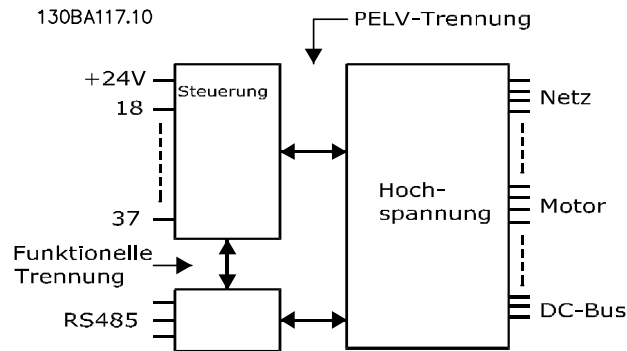 130BA117.10
PELV-Trennung
+24V
Steuerung
18
Netz
Hoch-
spannung
37
Motor
Funktionelle
Trennung
RS485
DC-Bus